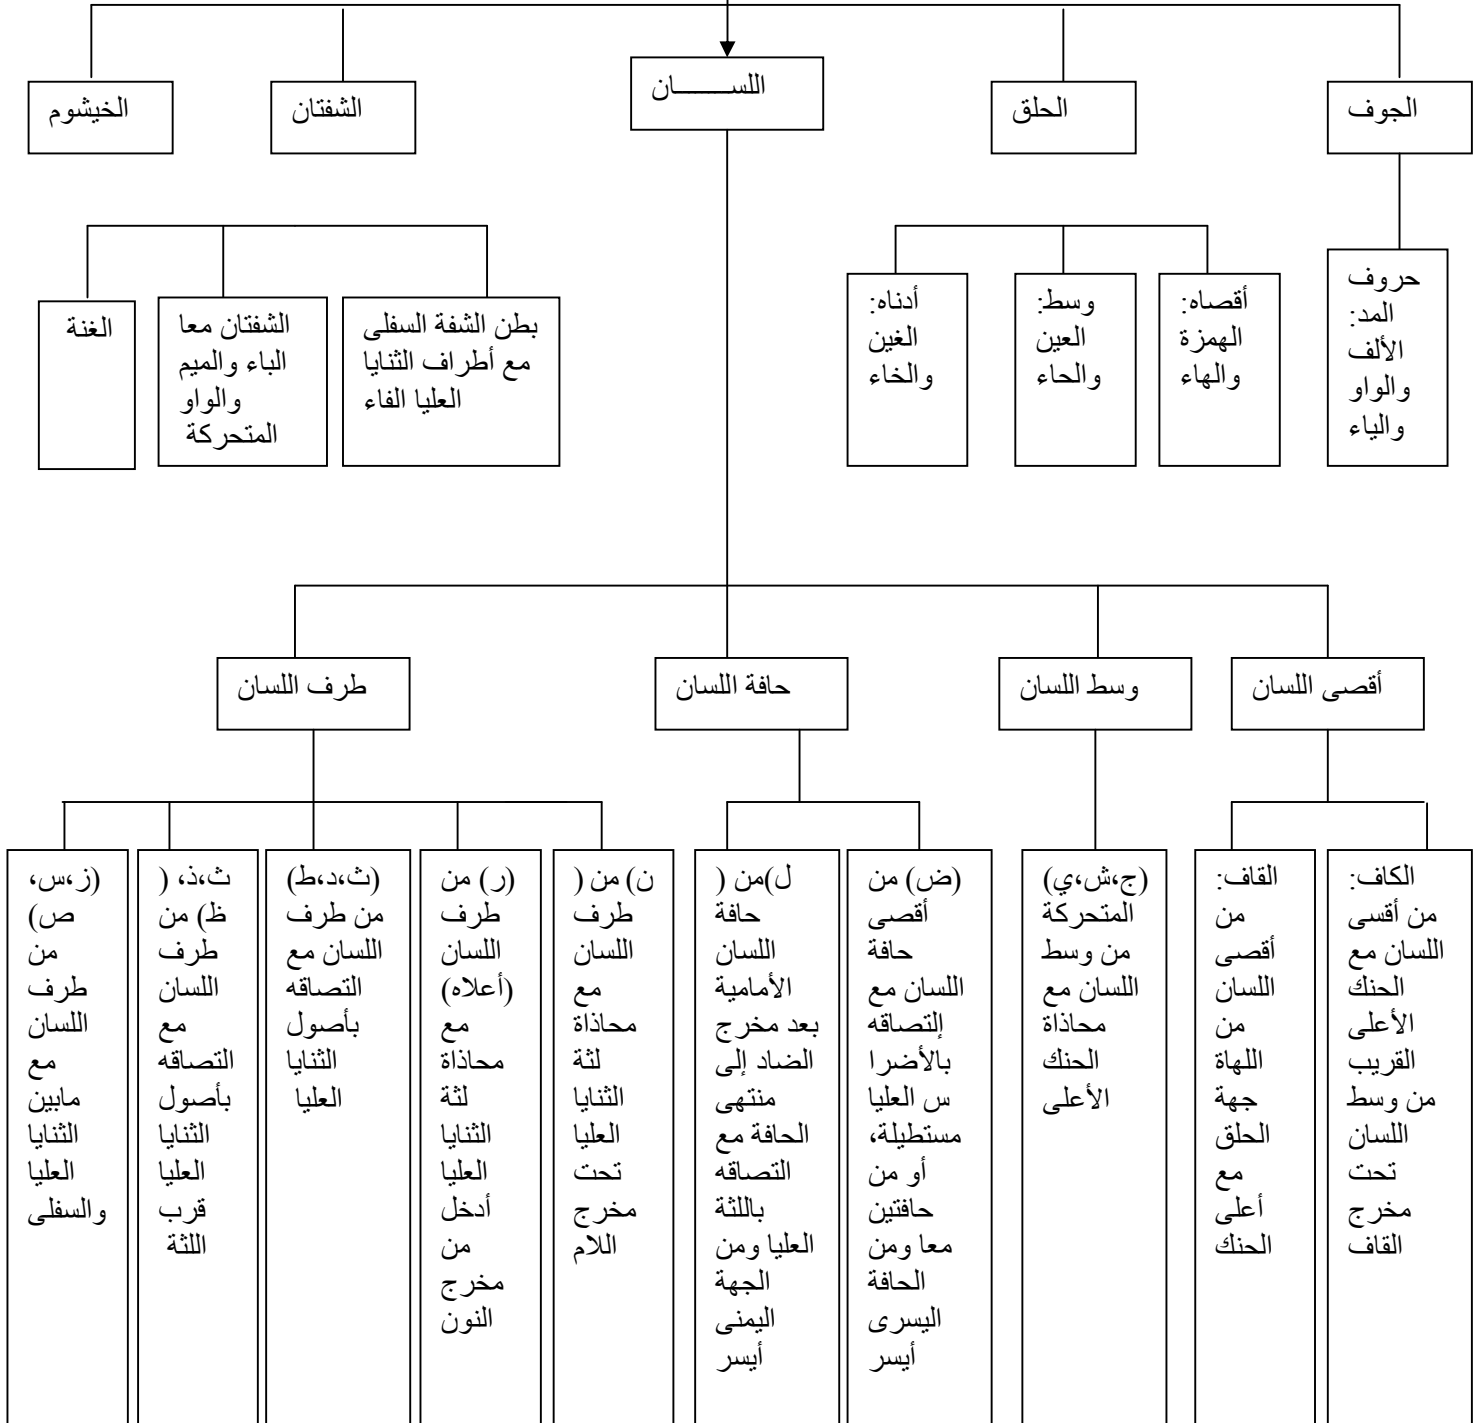 الجوف
الحلق
اللســـــان
الشفتان
الخيشوم
حروف
المد:
الألف
والواو
والياء
أقصاه:
الهمزة
والهاء
وسط:
العين
والحاء
أدناه:
الغين
والخاء
بطن الشفة السفلى
مع أطراف الثنايا
العليا الفاء
الشفتان معا
الباء والميم
والواو
المتحركة
الغنة
أقصى اللسان
وسط اللسان
حافة اللسان
طرف اللسان
الكاف:
من أقسى
اللسان مع
الحنك
الأعلى
القريب
من وسط
اللسان
تحت
مخرج
القاف
القاف:
من
أقصى
اللسان
من
اللهاة
جهة
الحلق
مع
أعلى
الحنك
(ج،ش،ي)
المتحركة
من وسط
اللسان مع
محاذاة
الحنك
الأعلى
(ض) من
أقصى
حافة
اللسان مع
إلتصاقه
بالأضرا
س العليا
مستطيلة،
أو من
حافتين
معا ومن
الحافة
اليسرى
أيسر
ل)من (
حافة
اللسان
الأمامية
بعد مخرج
الضاد إلى
منتهى
الحافة مع
التصاقه
باللثة
العليا ومن
الجهة
اليمنى
أيسر
ن) من (
طرف
اللسان
مع
محاذاة
لثة
الثنايا
العليا
تحت
مخرج
اللام
(ر) من
طرف
اللسان
(أعلاه)
مع
محاذاة
لثة
الثنايا
العليا
أدخل
من
مخرج
النون
(ث،د،ط)
من طرف
اللسان مع
التصاقه
بأصول
الثنايا
العليا
ث،ذ، (
ظ) من
طرف
اللسان
مع
التصاقه
بأصول
الثنايا
العليا
قرب
اللثة
(ز،س،
ص)
من
طرف
اللسان
مع
مابين
الثنايا
العليا
والسفلى